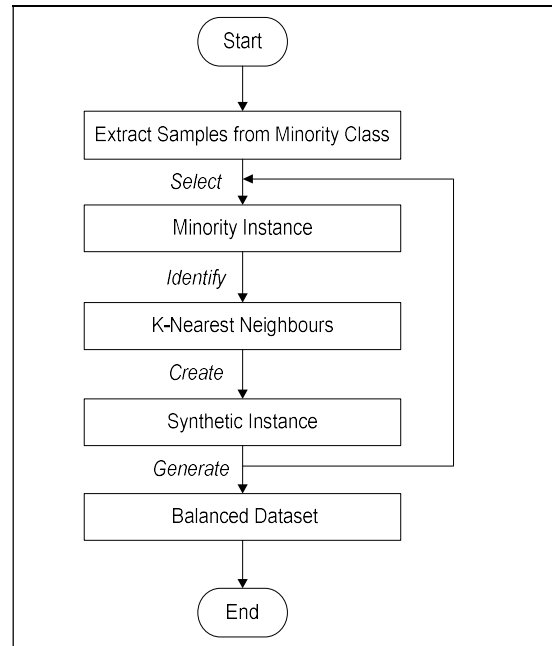 Start
Extract Samples from Minority Class
Select
Minority Instance
Identify
K-Nearest Neighbours
Create
Synthetic Instance
Generate
Balanced Dataset
End